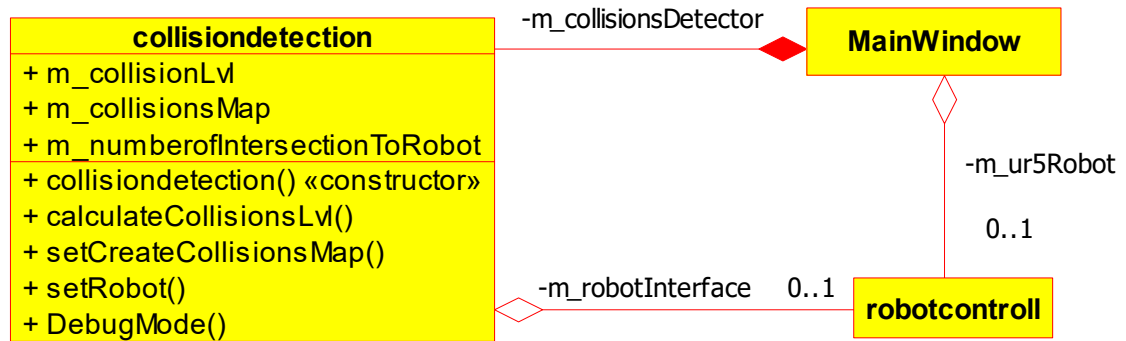 collisiondetection
+ m_collisionLvl
+ m_collisionsMap
+ m_numberofIntersectionToRobot
+ collisiondetection() «constructor»
+ calculateCollisionsLvl()
+ setCreateCollisionsMap()
+ setRobot()
+ DebugMode()
-m_collisionsDetector
MainWindow
-m_ur5Robot
0..1
-m_robotInterface 0..1
robotcontroll